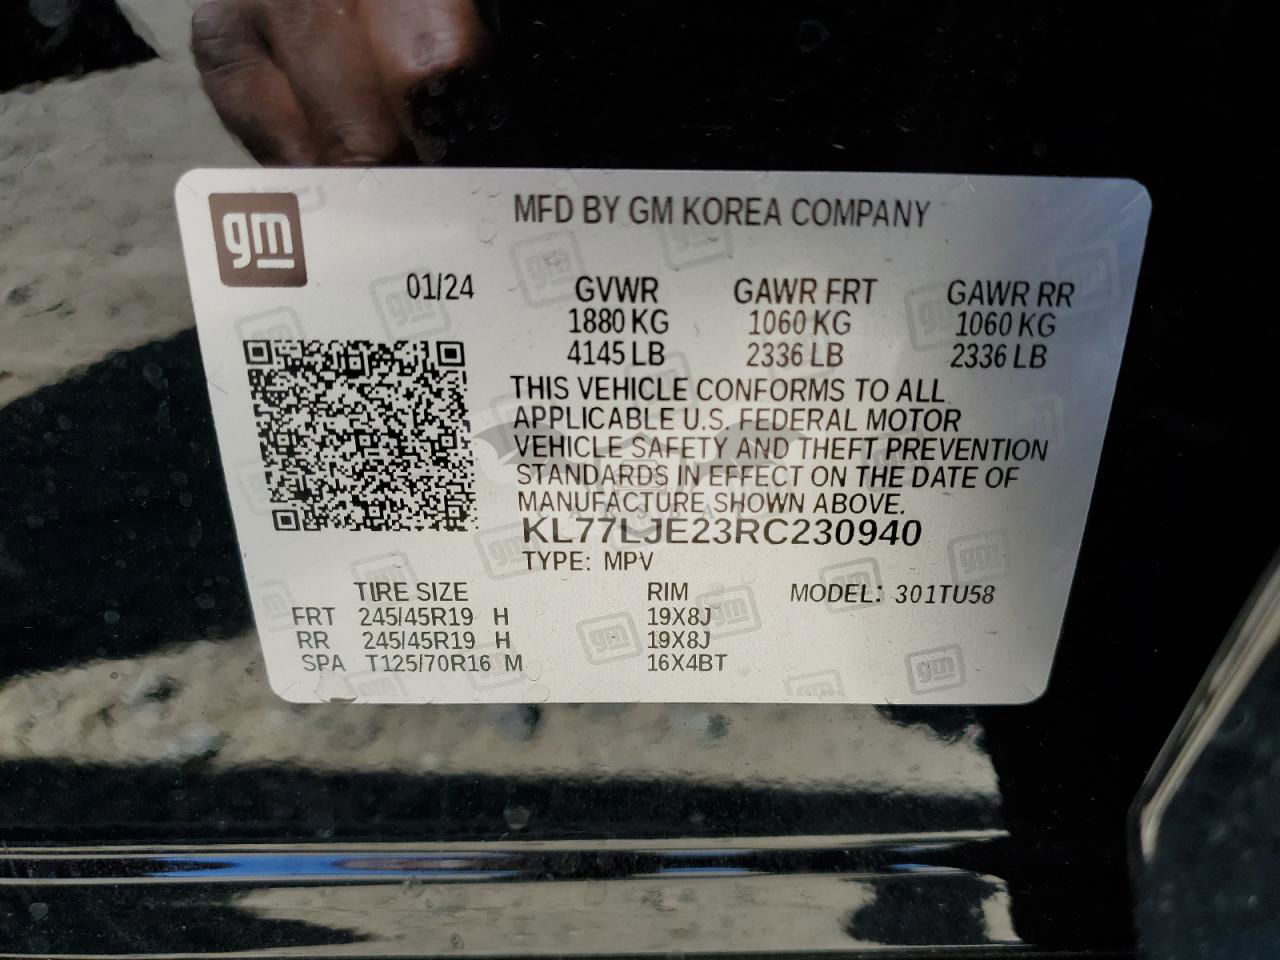 gm
MFD BY GM KOREA COMPANY
01/24
GVWR GAWR FRT GAWR RR
1880 KG 1060 KG 1060 KG
4145 LB 2336 LB 2336 LB
THIS VEHICLE CONFORMS TO ALL
APPLICABLE U.S. FEDERAL MOTOR
VEHICLE SAFETY AND THEFT PREVENTION
STANDARDS IN EFFECT ON THE DATE OF
MANUFACTURE SHOWN ABOVE.
KL77LJE23RC230940
TYPE: MPV
TIRE SIZE RIM MODEL: 301TU58
FRT 245/45R19 H 19X8J
RR 245/45R19 H 19X8J
SPA T125/70R16 M 16X4BT